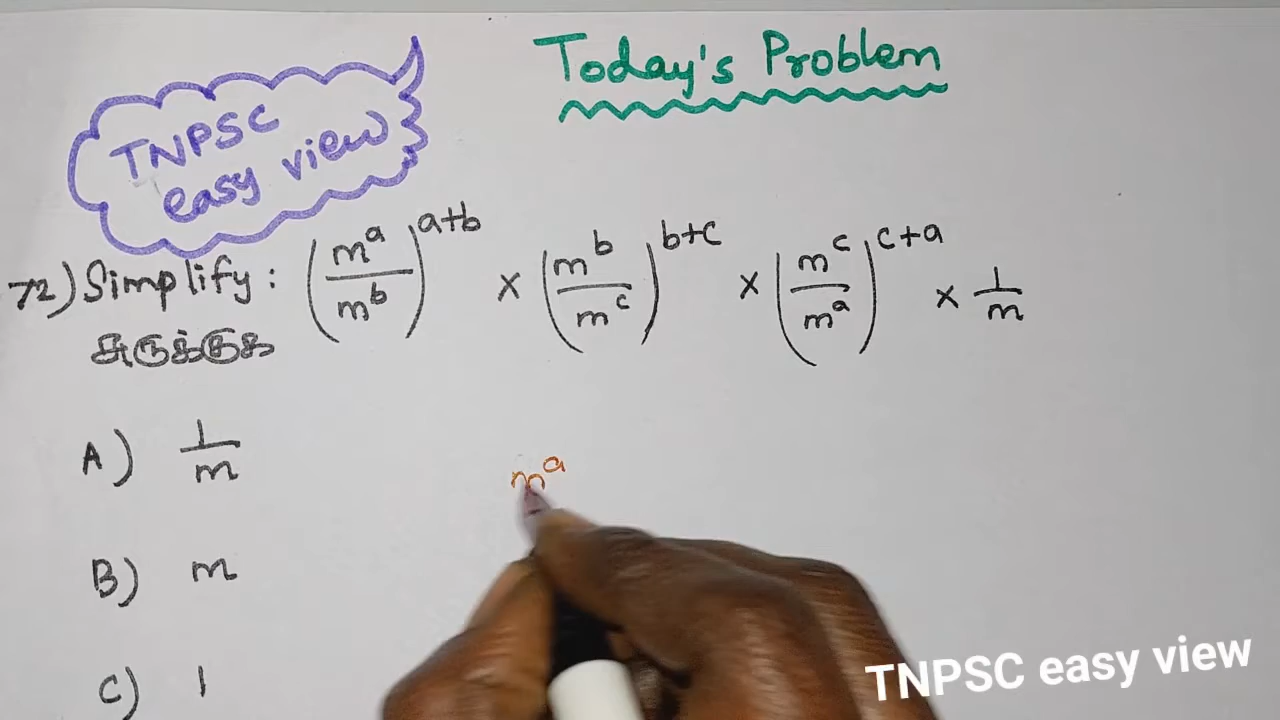 Today's Problem
TNPSC
easy view
72) Simplify : (m^a/m^b)^(a+b) × (m^b/m^c)^(b+c) × (m^c/m^a)^(c+a) × 1/m
சுருக்குக
A) 1/m
m^a
B) m
C) 1
TNPSC easy view